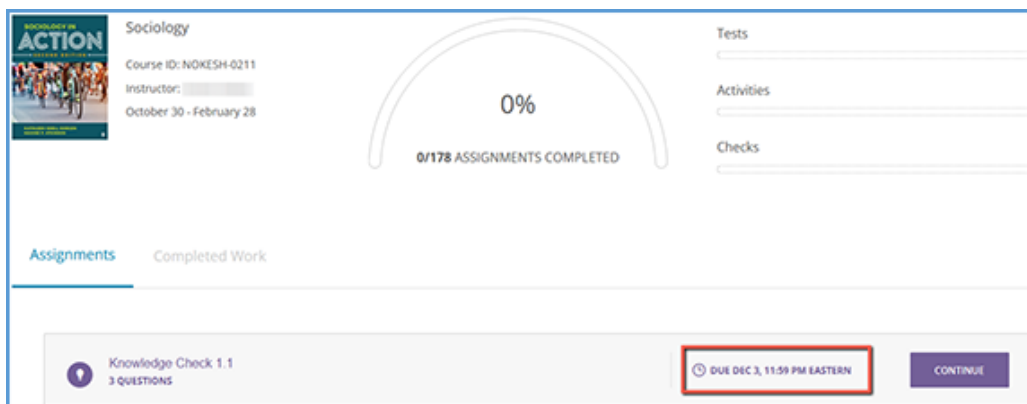 SOCIOLOGY IN
ACTION
SECOND EDITION
Sociology
Course ID: NOKESH-0211
Instructor:
October 30 - February 28
0%
0/178 ASSIGNMENTS COMPLETED
Tests
Activities
Checks
Assignments
Completed Work
Knowledge Check 1.1
3 QUESTIONS
DUE DEC 3, 11:59 PM EASTERN
CONTINUE